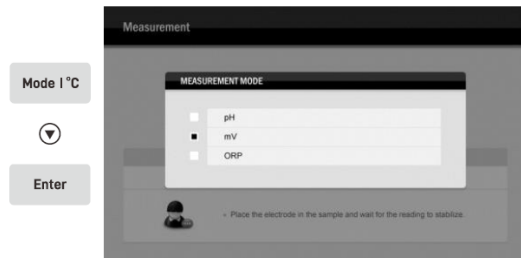 Measurement
Mode | °C
Enter
MEASUREMENT MODE
pH
mV
ORP
Place the electrode in the sample and wait for the reading to stabilize.